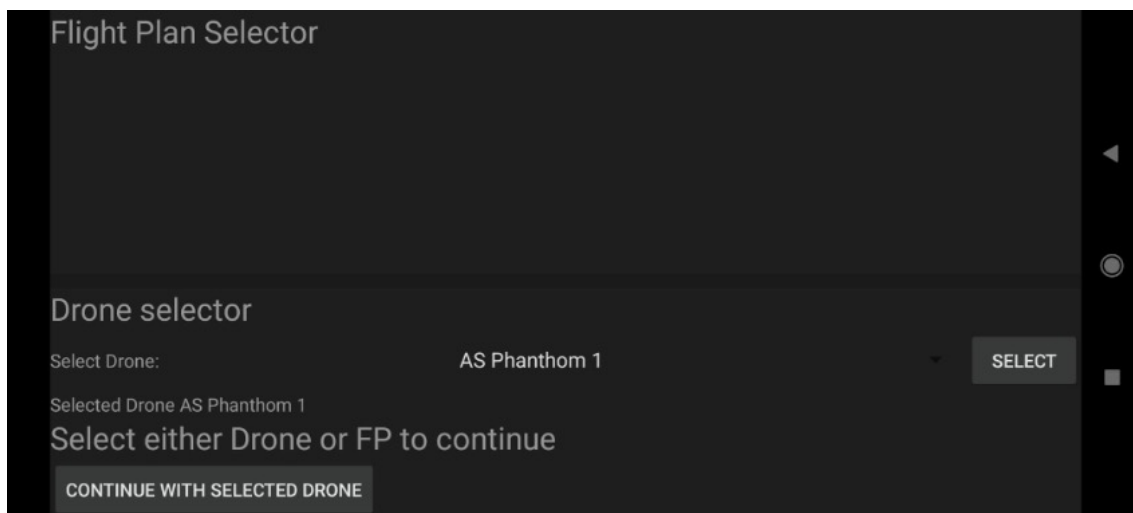 Flight Plan Selector
Drone selector
Select Drone: AS Phanthom 1 SELECT
Selected Drone AS Phanthom 1
Select either Drone or FP to continue
CONTINUE WITH SELECTED DRONE